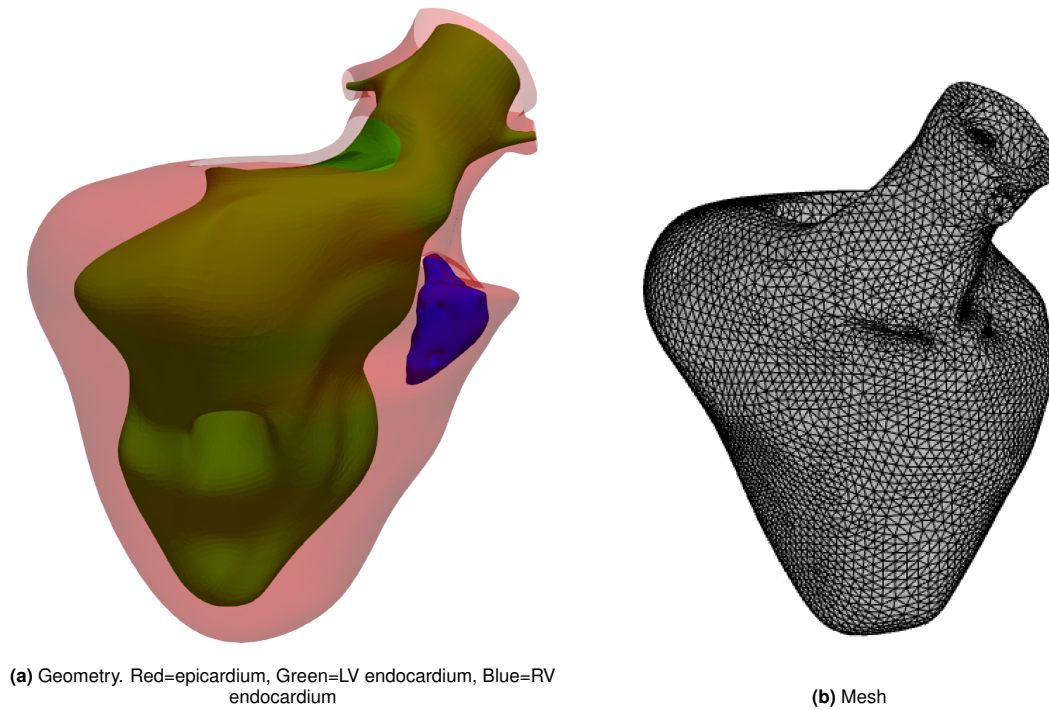 (a) Geometry. Red=epicardium, Green=LV endocardium, Blue=RV
endocardium
(b) Mesh